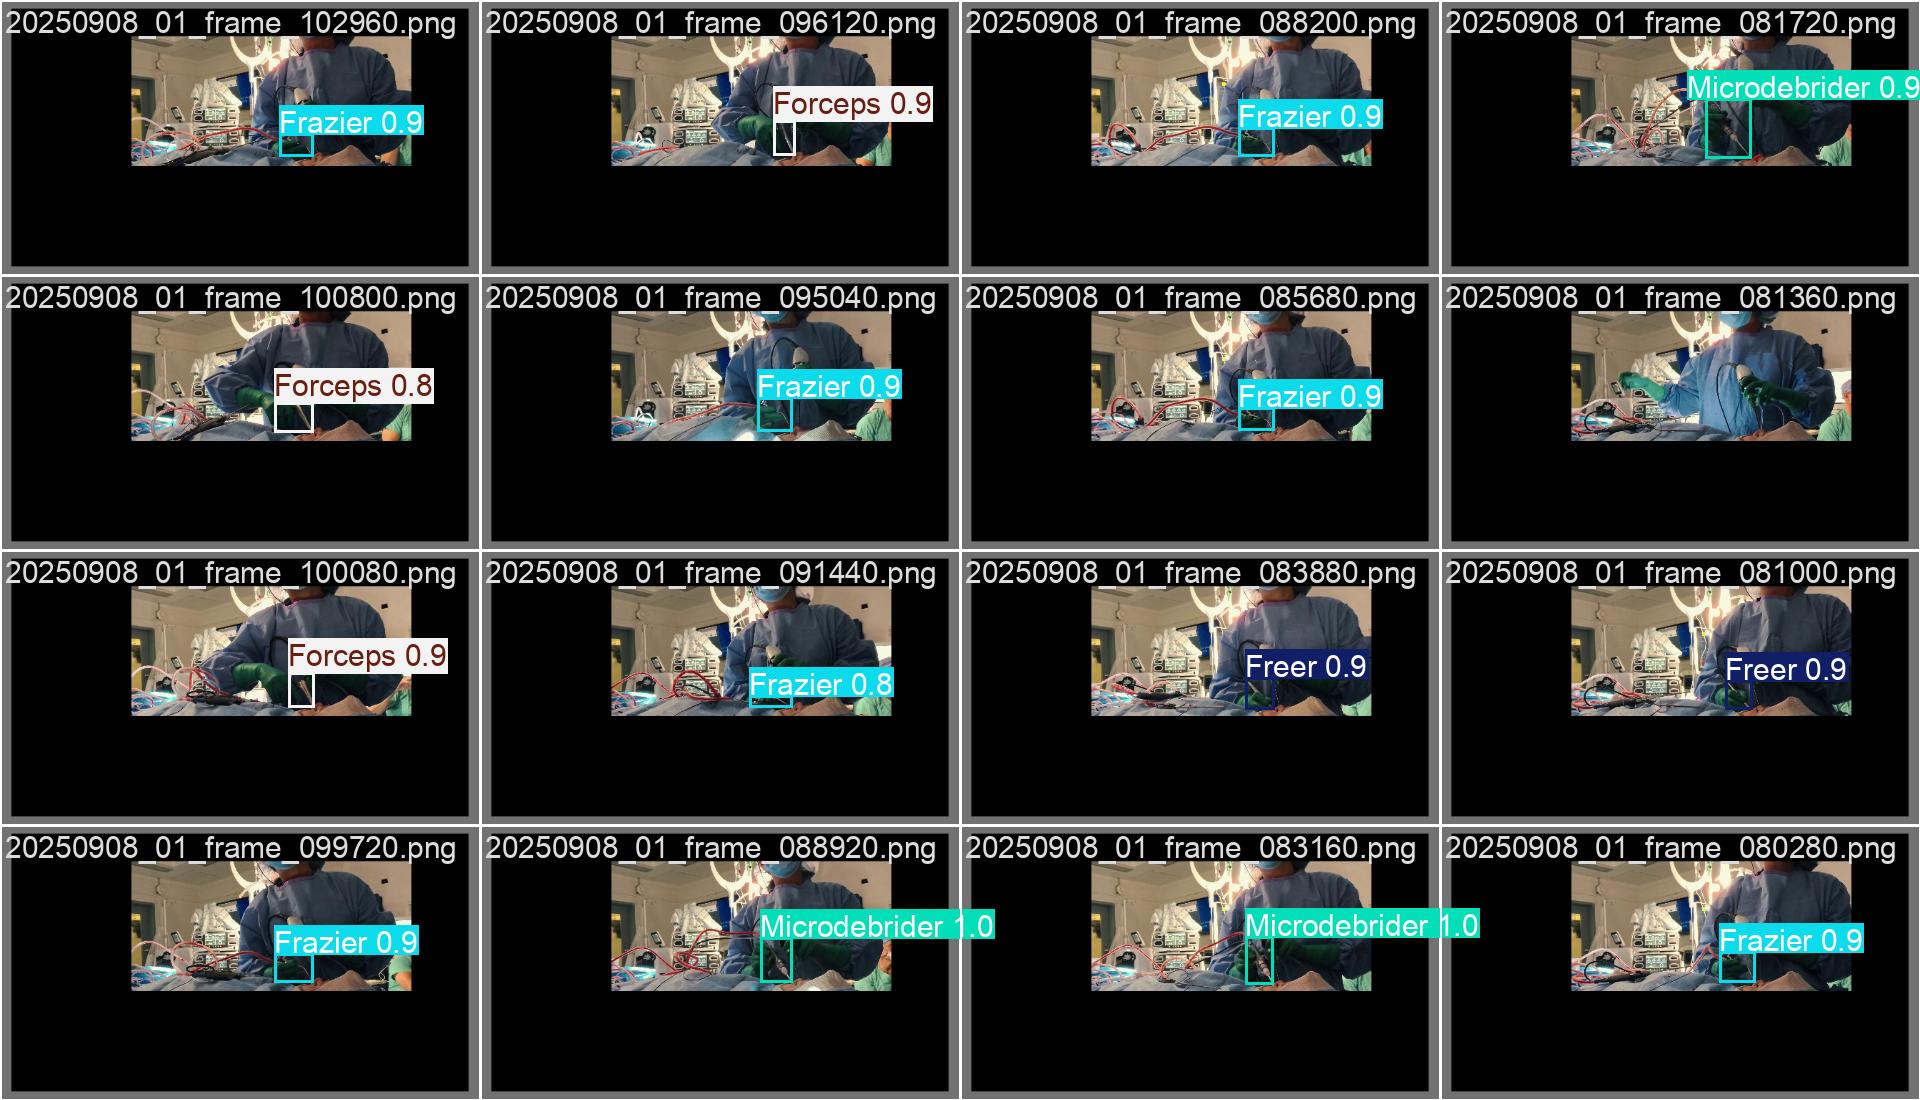 20250908_01_frame_102960.png
Frazier 0.9
20250908_01_frame_096120.png
Forceps 0.9
20250908_01_frame_088200.png
Frazier 0.9
20250908_01_frame_081720.png
Microdebrider 0.9
20250908_01_frame_100800.png
Forceps 0.8
20250908_01_frame_095040.png
Frazier 0.9
20250908_01_frame_085680.png
Frazier 0.9
20250908_01_frame_081360.png
20250908_01_frame_100080.png
Forceps 0.9
20250908_01_frame_091440.png
Frazier 0.8
20250908_01_frame_083880.png
Freer 0.9
20250908_01_frame_081000.png
Freer 0.9
20250908_01_frame_099720.png
Frazier 0.9
20250908_01_frame_088920.png
Microdebrider 1.0
20250908_01_frame_083160.png
Microdebrider 1.0
20250908_01_frame_080280.png
Frazier 0.9